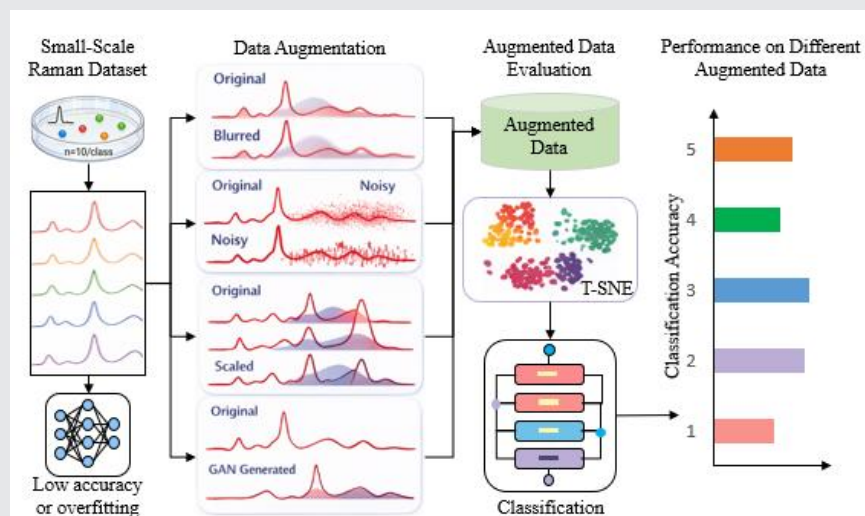 Small-Scale
Raman Dataset
n=10/class
Low accuracy
or overfitting
Data Augmentation
Original
Blurred
Original
Noisy
Noisy
Original
Scaled
Original
GAN Generated
Augmented Data
Evaluation
Augmented
Data
T-SNE
Classification
Performance on Different
Augmented Data
Classification Accuracy
5
4
3
2
1